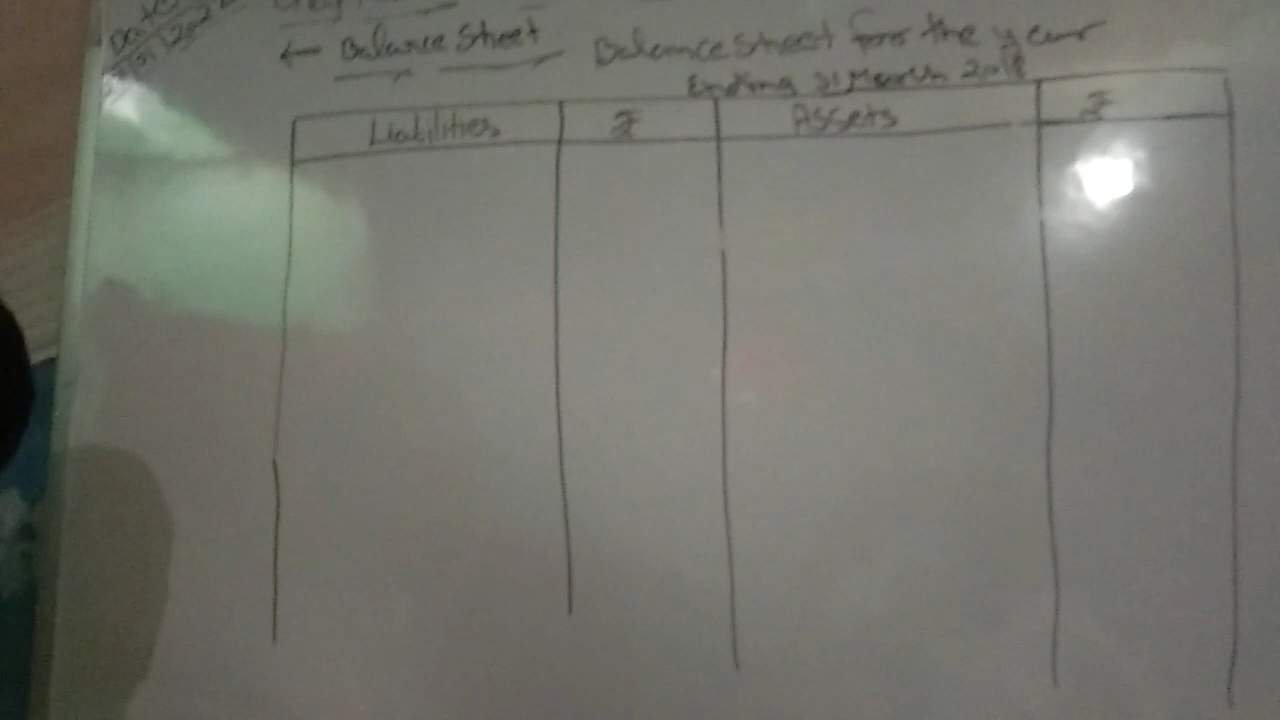 ← Balance Sheet Balance Sheet for the year
Ending 31 March 2018
Liabilities ₹ Assets ₹